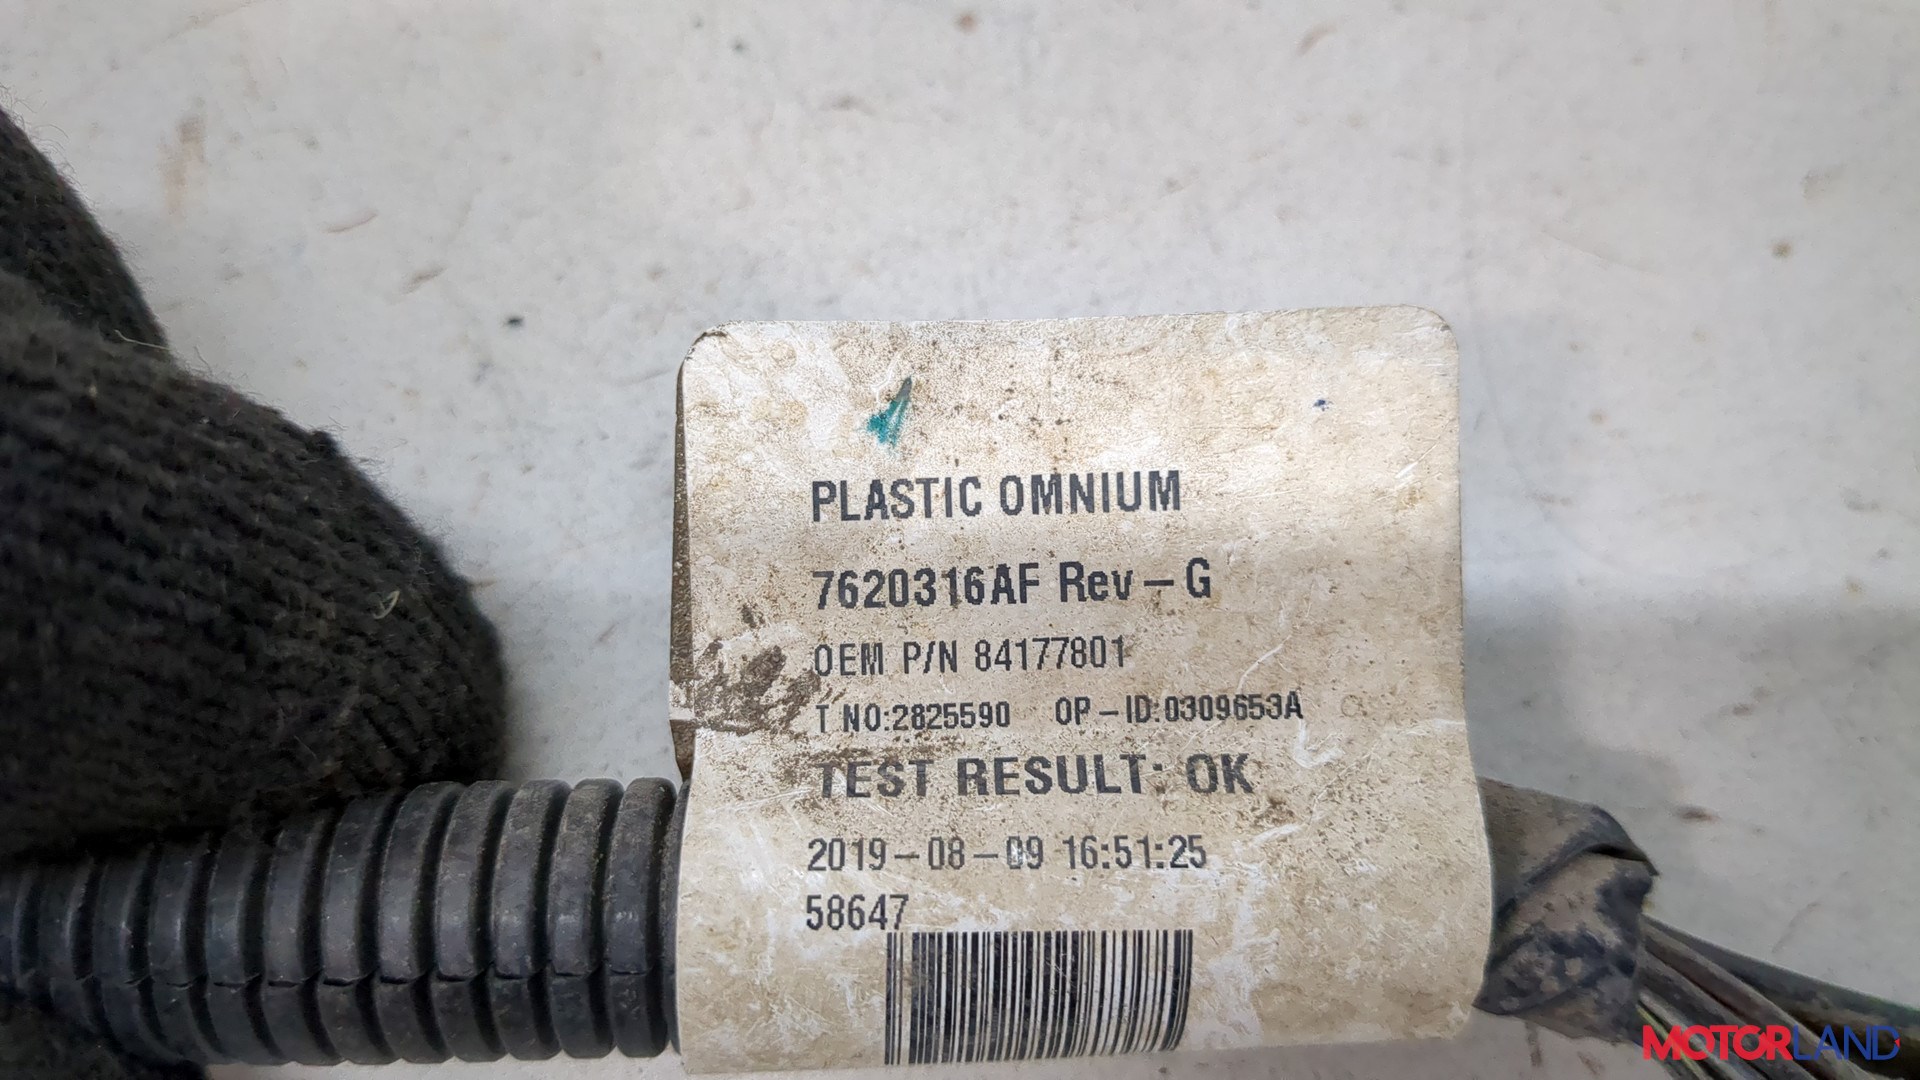 PLASTIC OMNIUM
7620316AF Rev-G
OEM P/N 84177801
T NO:2825590 OP-ID:0309653A
TEST RESULT: OK
2019-08-09 16:51:25
58647
MOTORLAND